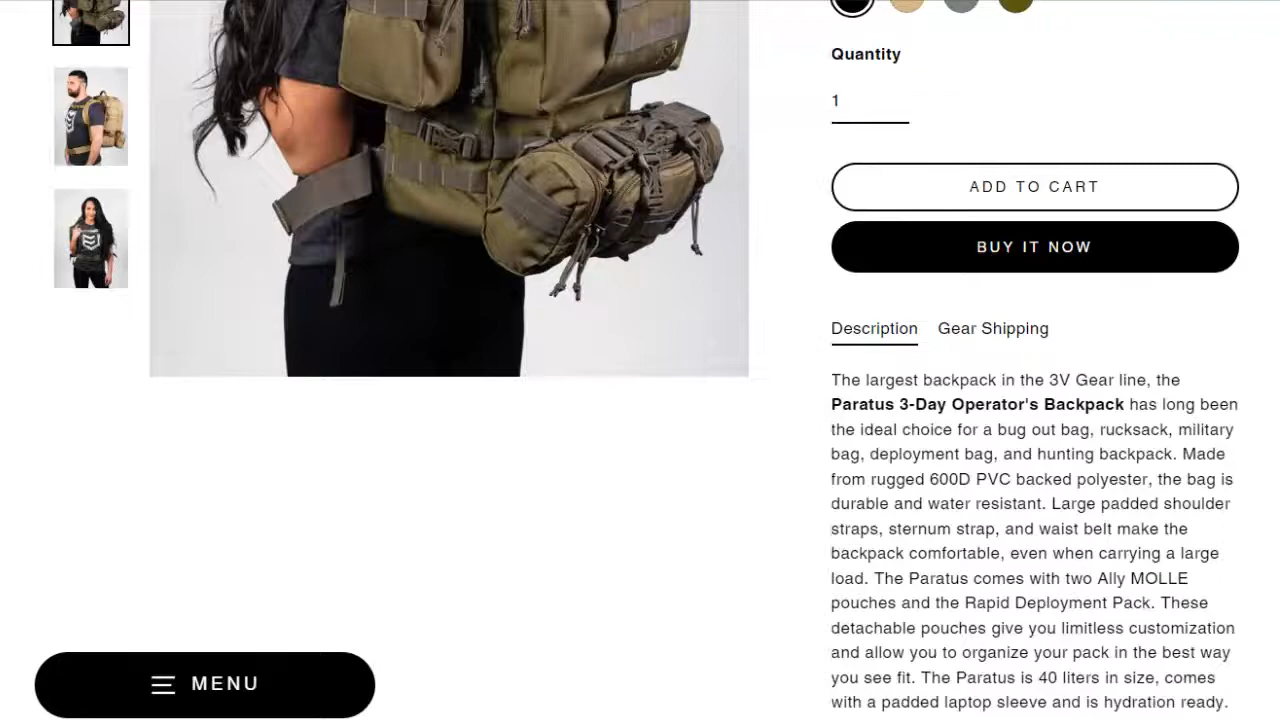 Quantity
1
ADD TO CART
BUY IT NOW
Description Gear Shipping
The largest backpack in the 3V Gear line, the
Paratus 3-Day Operator's Backpack has long been
the ideal choice for a bug out bag, rucksack, military
bag, deployment bag, and hunting backpack. Made
from rugged 600D PVC backed polyester, the bag is
durable and water resistant. Large padded shoulder
straps, sternum strap, and waist belt make the
backpack comfortable, even when carrying a large
load. The Paratus comes with two Ally MOLLE
pouches and the Rapid Deployment Pack. These
detachable pouches give you limitless customization
and allow you to organize your pack in the best way
you see fit. The Paratus is 40 liters in size, comes
with a padded laptop sleeve and is hydration ready.
MENU